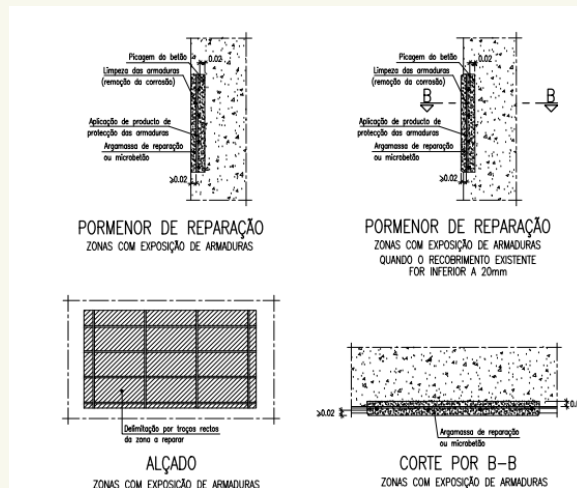 Picagem do betão
0.02
Limpeza das armaduras
(remoção da corrosão)
Aplicação de producto de
protecção das armaduras
Argamassa de reparação
ou microbetão
≥0.02
PORMENOR DE REPARAÇÃO
ZONAS COM EXPOSIÇÃO DE ARMADURAS
Picagem do betão
0.02
Limpeza das armaduras
(remoção da corrosão)
B
B
Aplicação de producto de
protecção das armaduras
Argamassa de reparação
ou microbetão
≥0.02
PORMENOR DE REPARAÇÃO
ZONAS COM EXPOSIÇÃO DE ARMADURAS
QUANDO O RECOBRIMENTO EXISTENTE
FOR INFERIOR A 20mm
Delimitação por troços rectos
da zona a reparar
ALÇADO
ZONAS COM EXPOSIÇÃO DE ARMADURAS
≥0.02
Argamassa de reparação
ou microbetão
CORTE POR B-B
ZONAS COM EXPOSIÇÃO DE ARMADURAS